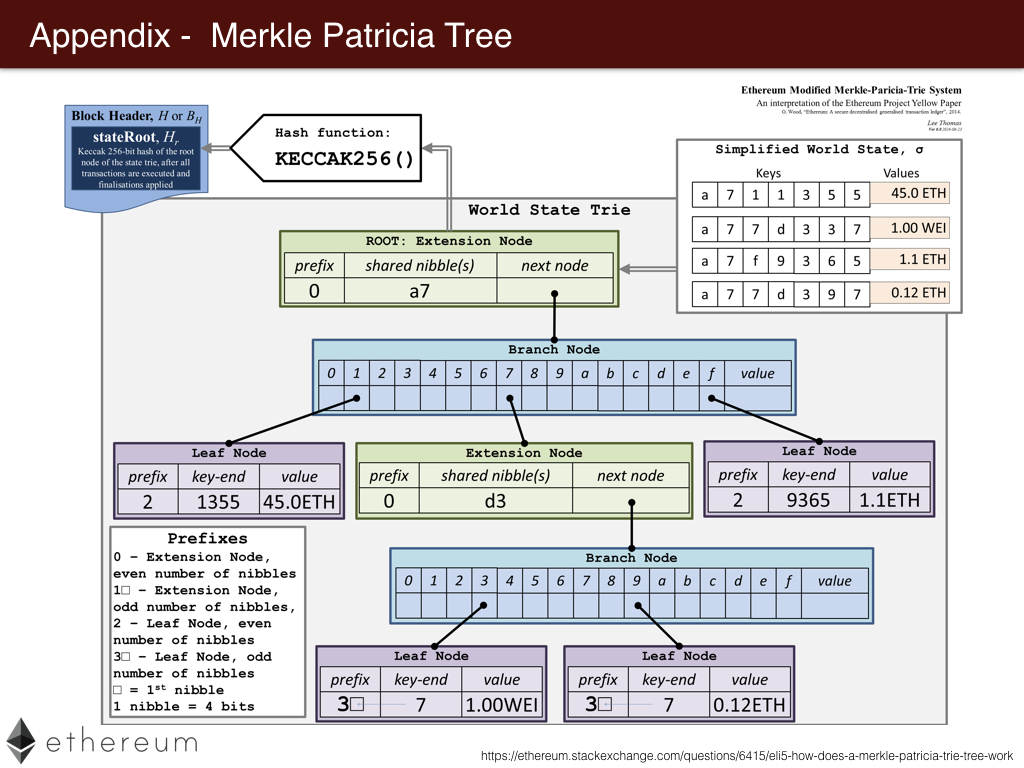 Appendix -  Merkle Patricia Tree
Ethereum Modified Merkle-Paricia-Trie System
An interpretation of the Ethereum Project Yellow Paper
G. Wood, "Ethereum: A secure decentralised generalised transaction ledger", 2014.
Lee Thomas
Block Header, H or B_H
stateRoot, H_r
Keccak 256-bit hash of the root
node of the state trie, after all
transactions are executed and
finalisations applied
Hash function:
KECCAK256()
Simplified World State, σ
Keys Values
a 7 1 1 3 5 5 45.0 ETH
a 7 7 d 3 3 7 1.00 WEI
a 7 f 9 3 6 5 1.1 ETH
a 7 7 d 3 9 7 0.12 ETH
World State Trie
ROOT: Extension Node
prefix shared nibble(s) next node
0 a7
Branch Node
0 1 2 3 4 5 6 7 8 9 a b c d e f value
Leaf Node
prefix key-end value
2 1355 45.0ETH
Extension Node
prefix shared nibble(s) next node
0 d3
Leaf Node
prefix key-end value
2 9365 1.1ETH
Branch Node
0 1 2 3 4 5 6 7 8 9 a b c d e f value
Prefixes
0 – Extension Node,
even number of nibbles
1□ – Extension Node,
odd number of nibbles,
2 – Leaf Node, even
number of nibbles
3□ – Leaf Node, odd
number of nibbles
□ = 1st nibble
1 nibble = 4 bits
Leaf Node
prefix key-end value
3□ 7 1.00WEI
Leaf Node
prefix key-end value
3□ 7 0.12ETH
ethereum
https://ethereum.stackexchange.com/questions/6415/eli5-how-does-a-merkle-patricia-trie-tree-work